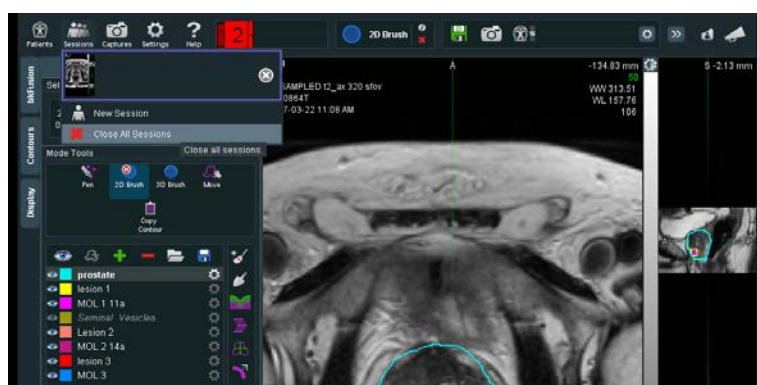 Patients Sessions Captures Settings Help
2
2D Brush
bkFusion
Contours
Display
Sel
New Session
Close All Sessions
Close all sessions.
Mode Tools
Pen 2D Brush 3D Brush Move
Copy
Contour
prostate
lesion 1
MOL 1 11a
Seminal Vesicles
Lesion 2
MOL 2 14a
lesion 3
MOL 3
SAMPLED t2_ax 320 sfov
0864T
7-03-22 11:08 AM
A
-134.03 mm
50
WW 313.51
WL 157.76
106
S -2.13 mm
A